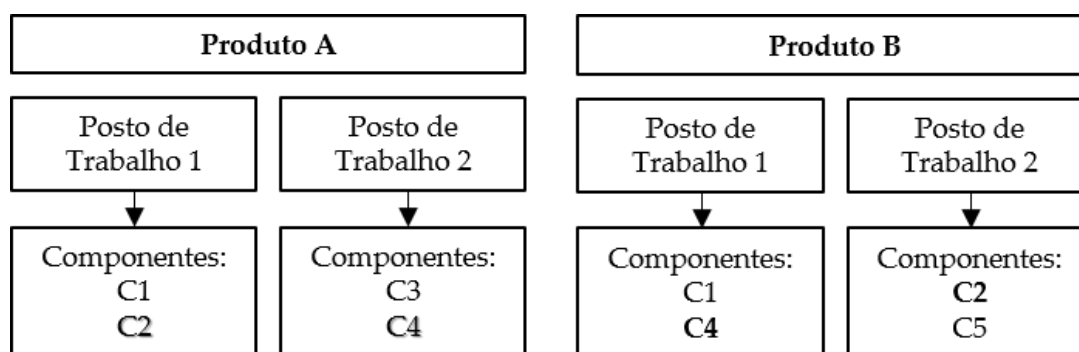 Produto A
Posto de
Trabalho 1
Componentes:
C1
C2
Posto de
Trabalho 2
Componentes:
C3
C4
Produto B
Posto de
Trabalho 1
Componentes:
C1
C4
Posto de
Trabalho 2
Componentes:
C2
C5